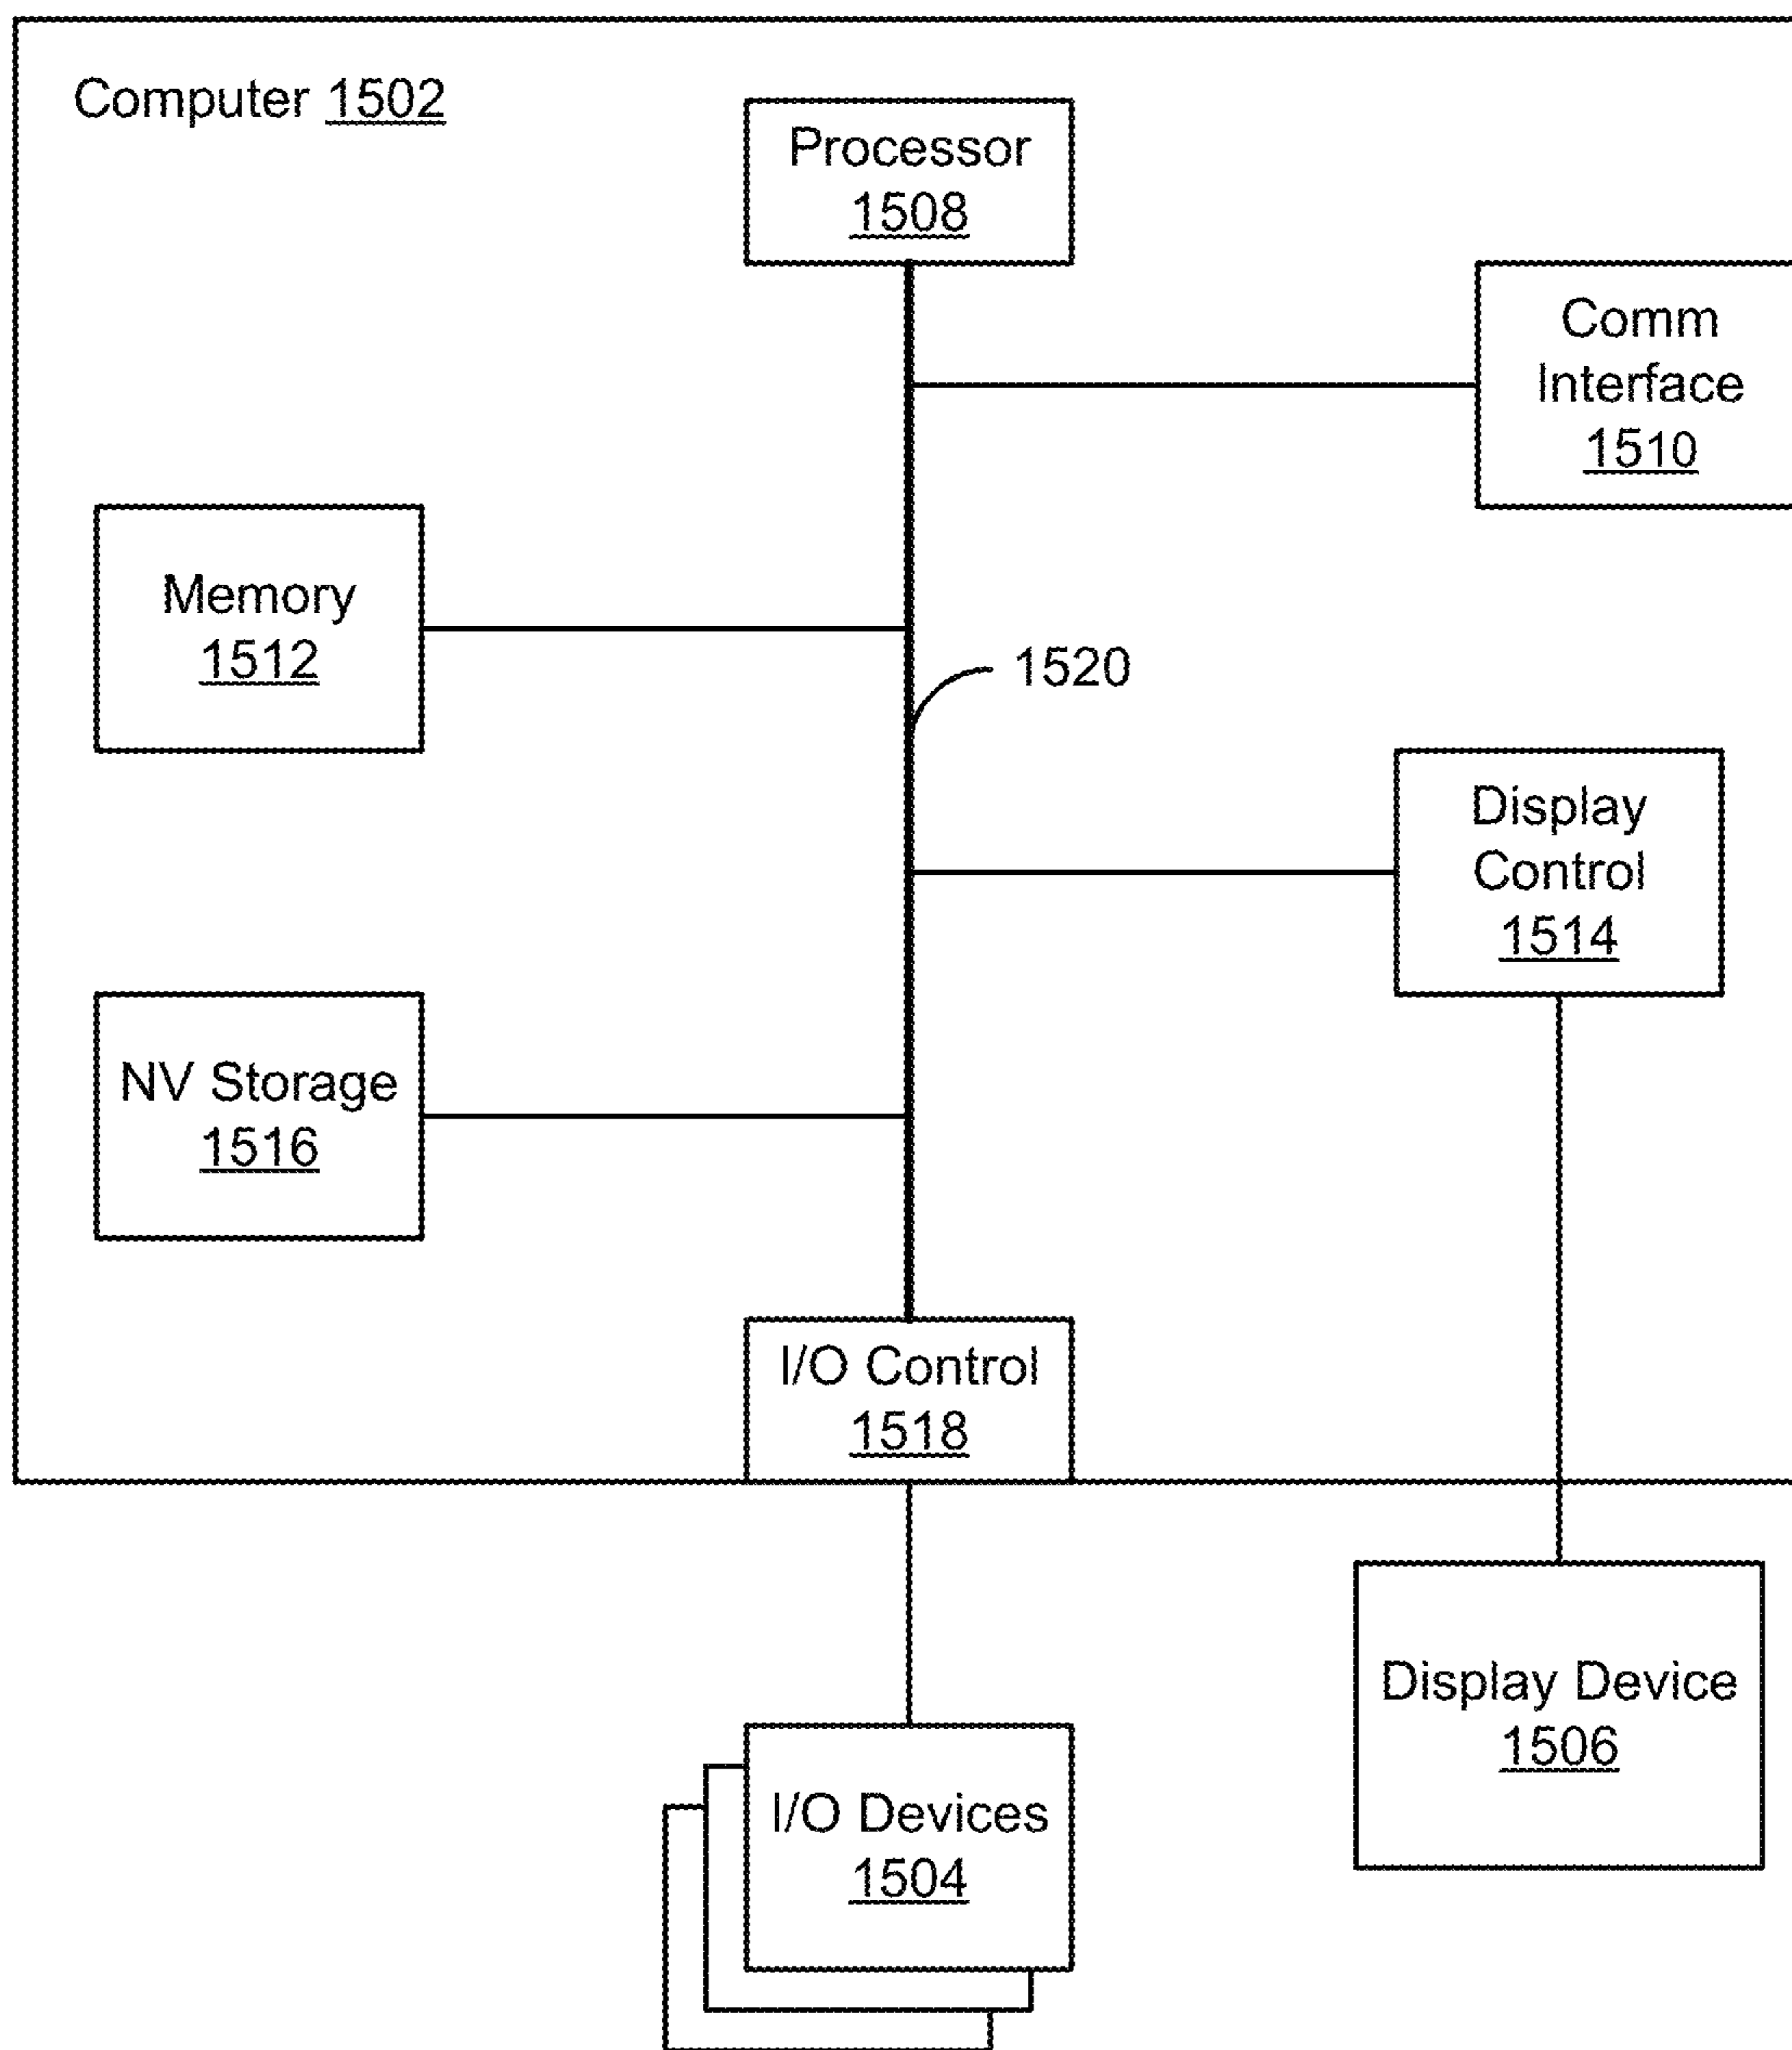 Computer 1502
Processor
1508
Comm
Interface
1510
Memory
1512
1520
Display
Control
1514
NV Storage
1516
I/O Control
1518
Display Device
1506
I/O Devices
1504